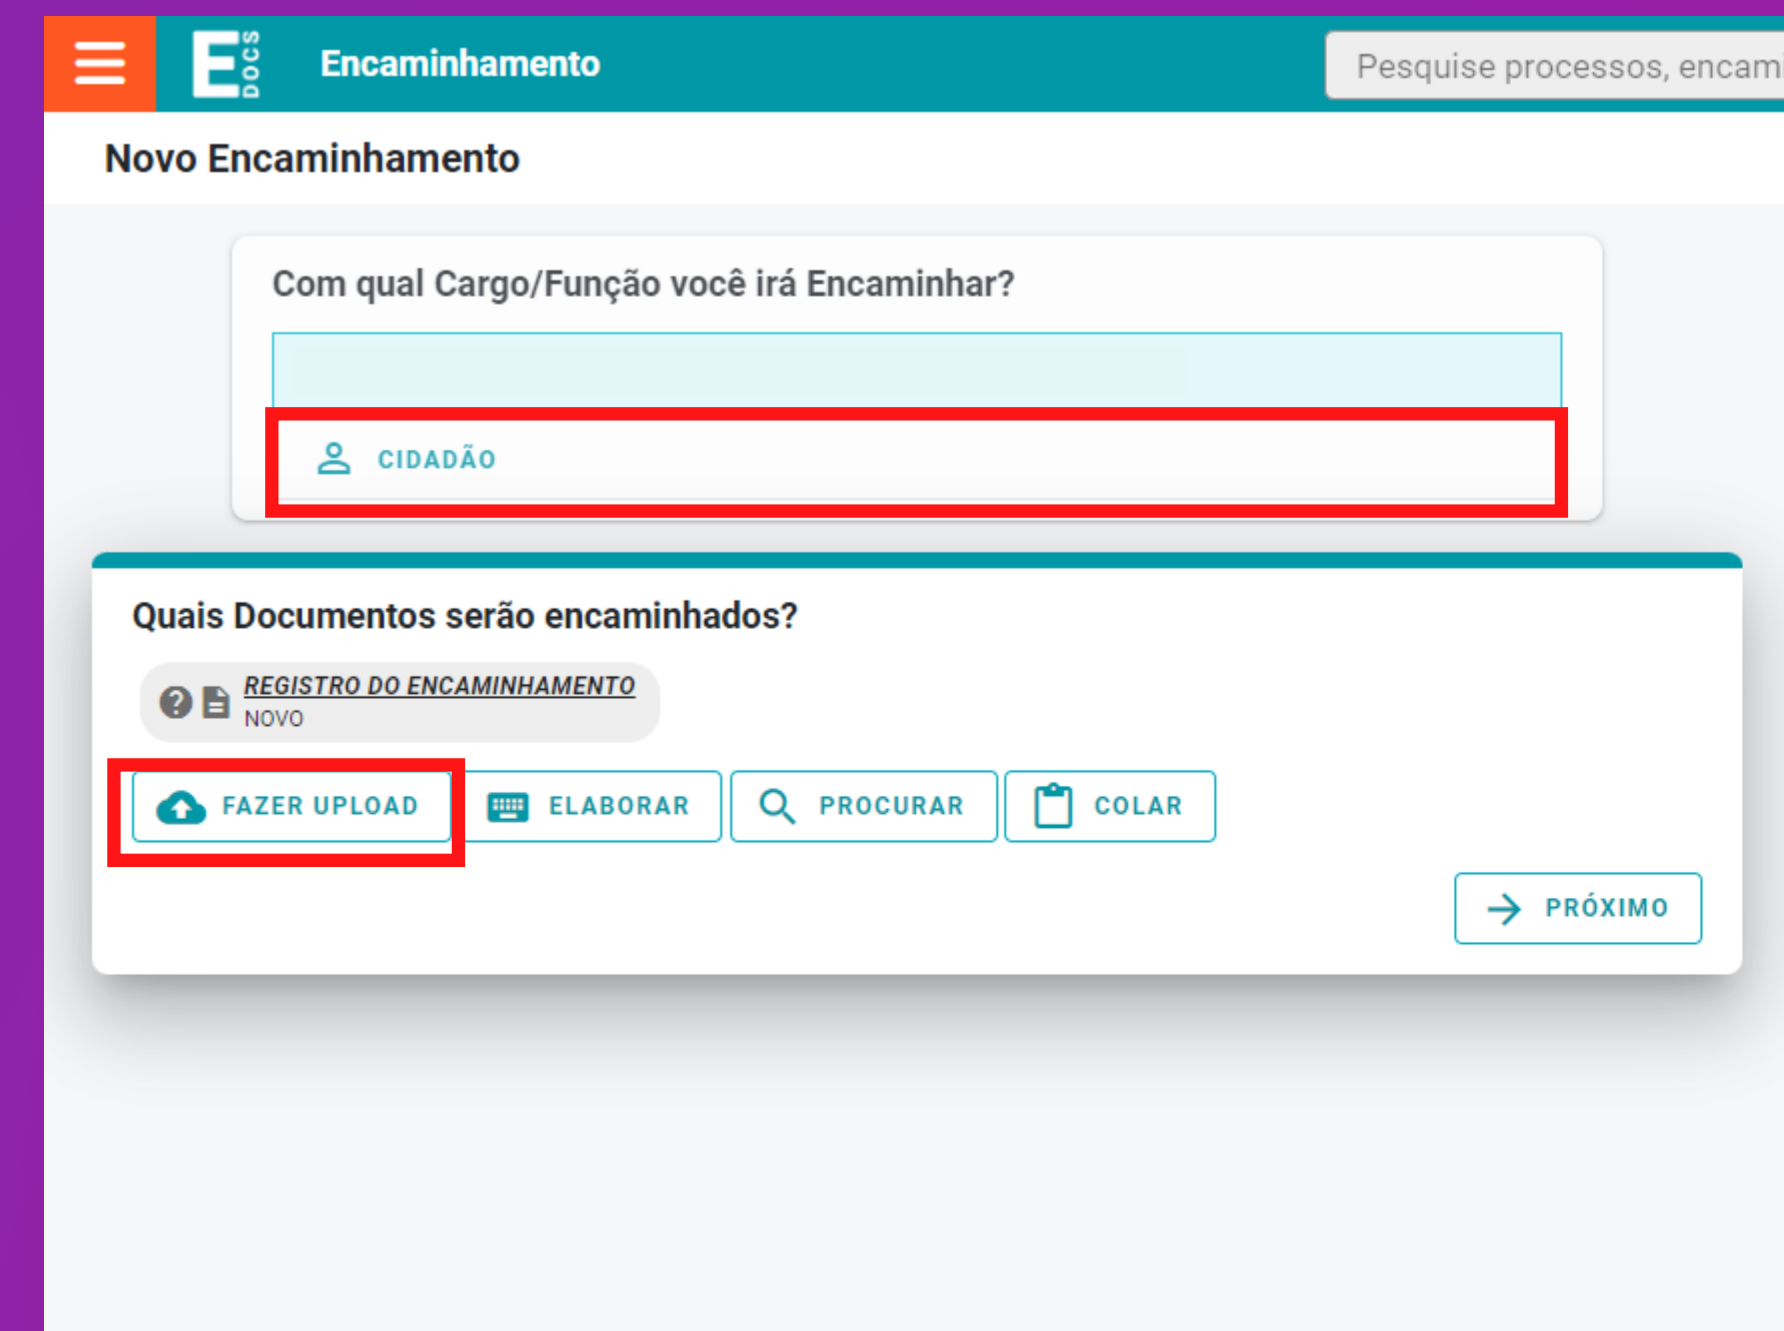 E DOCS
Encaminhamento
Pesquise processos, encami
Novo Encaminhamento
Com qual Cargo/Função você irá Encaminhar?
CIDADÃO
Quais Documentos serão encaminhados?
REGISTRO DO ENCAMINHAMENTO
NOVO
FAZER UPLOAD
ELABORAR
PROCURAR
COLAR
PRÓXIMO